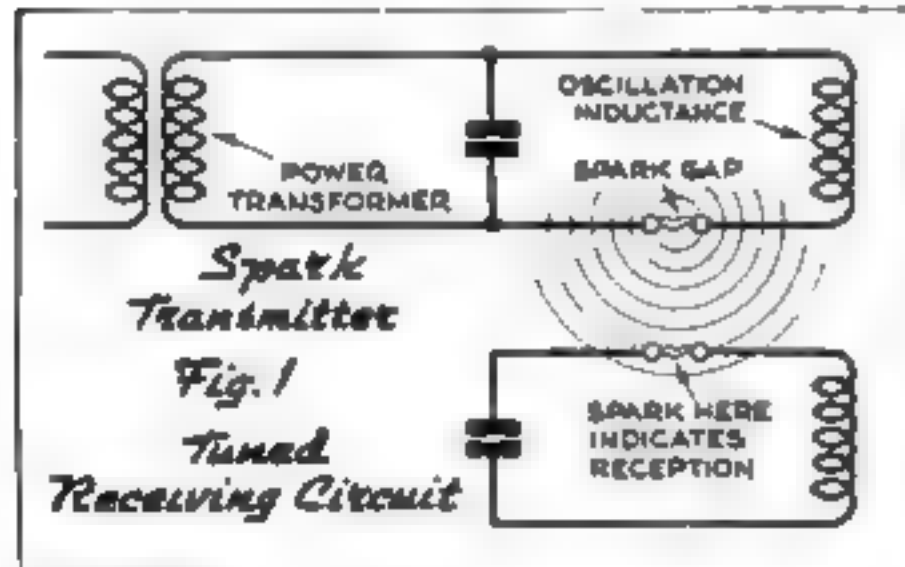 OSCILLATION
INDUCTANCE
POWER
TRANSFORMER
SPARK GAP
Spark
Transmitter
Fig. 1
Tuned
Receiving Circuit
SPARK HERE
INDICATES
RECEPTION